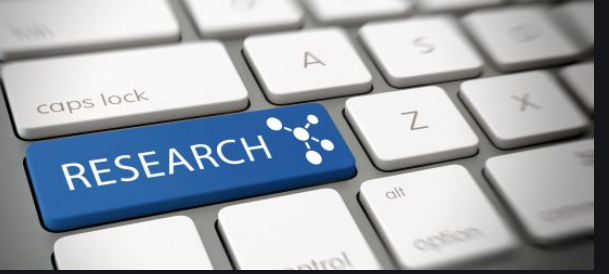 A
S
caps lock
Z
X
RESEARCH
alt
option